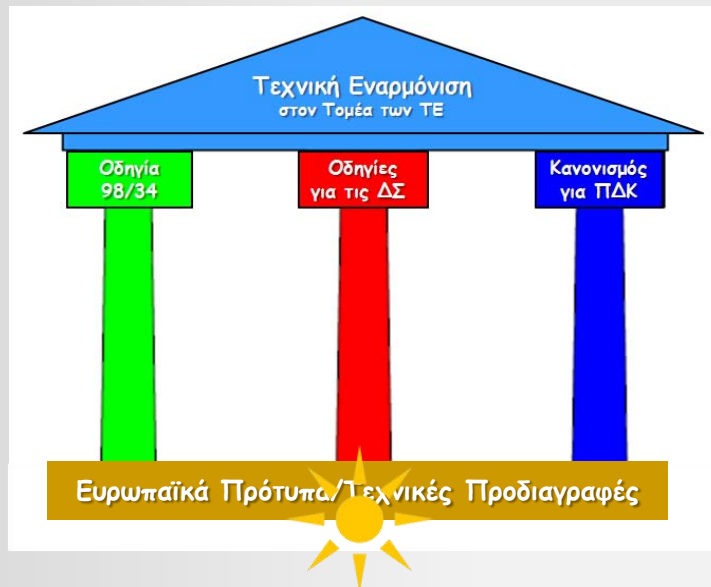 Τεχνική Εναρμόνιση
στον Τομέα των ΤΕ
Οδηγία
98/34
Οδηγίες
για τις ΔΣ
Κανονισμός
για ΠΔΚ
Ευρωπαϊκά Πρότυπα/Τεχνικές Προδιαγραφές